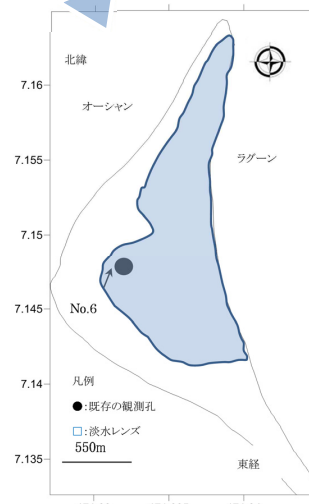 北緯
7.16
オーシャン
ラグーン
7.155
7.15
7.145
No.6
7.14
凡例
●:既存の観測孔
□:淡水レンズ
550m
7.135
東経